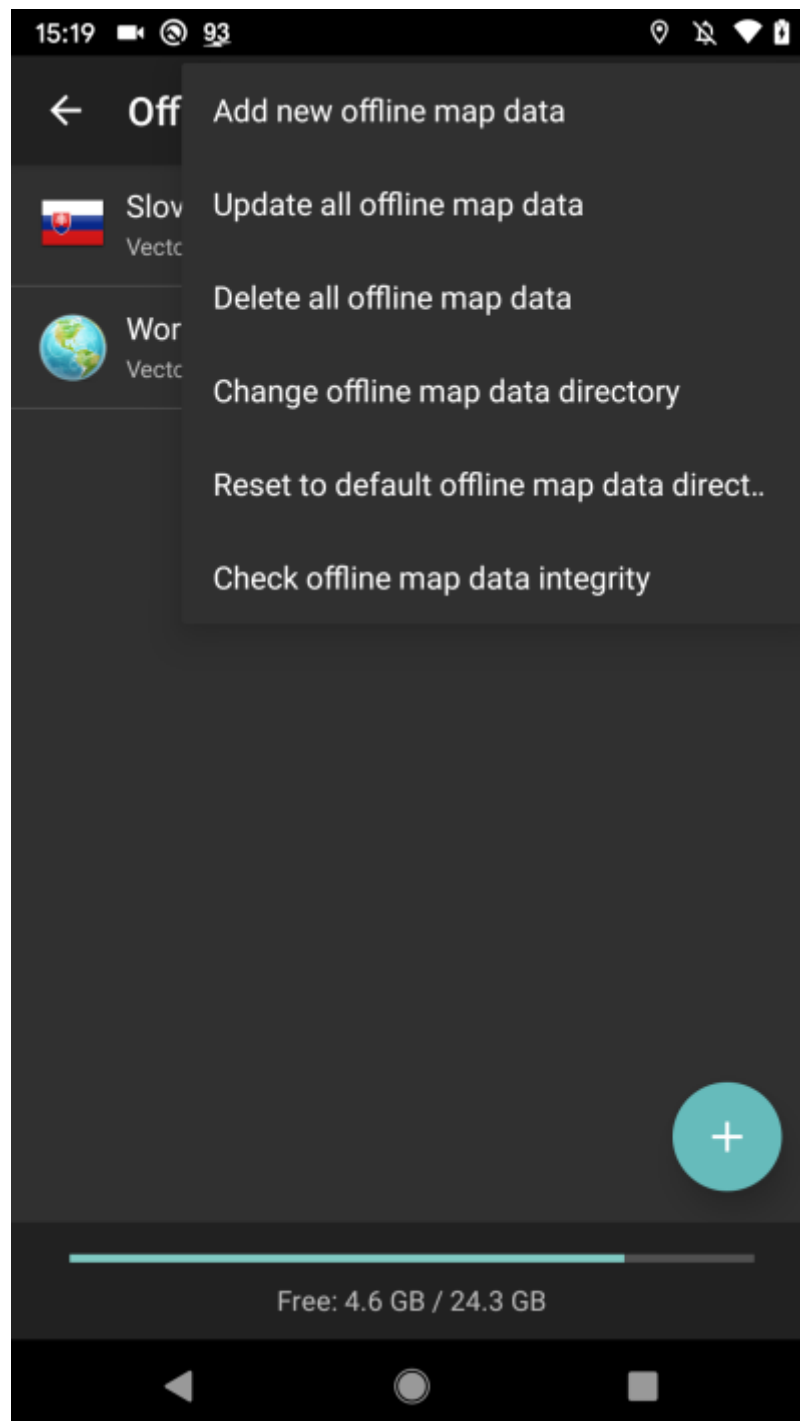 15:19 93
Off
Add new offline map data
Slov
Update all offline map data
Vecto
Delete all offline map data
Wor
Vecto
Change offline map data directory
Reset to default offline map data direct..
Check offline map data integrity
+
Free: 4.6 GB / 24.3 GB